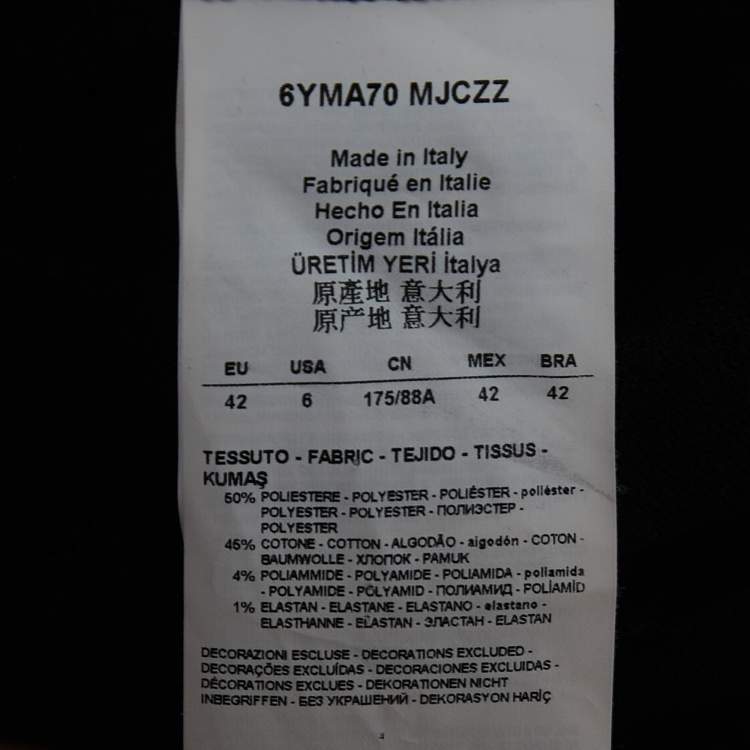 6YMA70 MJCZZ
Made in Italy
Fabriqué en Italie
Hecho En Italia
Origem Itália
ÜRETİM YERİ İtalya
原產地 意大利
原产地 意大利
EU USA CN MEX BRA
42 6 175/88A 42 42
TESSUTO - FABRIC - TEJIDO - TISSUS -
KUMAŞ
50% POLIESTERE - POLYESTER - POLIÉSTER - poliéster -
POLYESTER - POLYESTER - ПОЛИЭСТЕР -
POLYESTER
45% COTONE - COTTON - ALGODÃO - algodón - COTON -
BAUMWOLLE - ХЛОПОК - PAMUK
4% POLIAMMIDE - POLYAMIDE - POLIAMIDA - poliamida
- POLYAMIDE - POLYAMID - ПОЛИАМИД - POLİAMİD
1% ELASTAN - ELASTANE - ELASTANO - elastano -
ELASTHANNE - ELASTAN - ЭЛАСТАН - ELASTAN
DECORAZIONI ESCLUSE - DECORATIONS EXCLUDED -
DECORAÇÕES EXCLUÍDAS - DECORACIONES EXCLUIDAS -
DÉCORATIONS EXCLUES - DEKORATIONEN NICHT
INBEGRIFFEN - БЕЗ УКРАШЕНИЙ - DEKORASYON HARİÇ